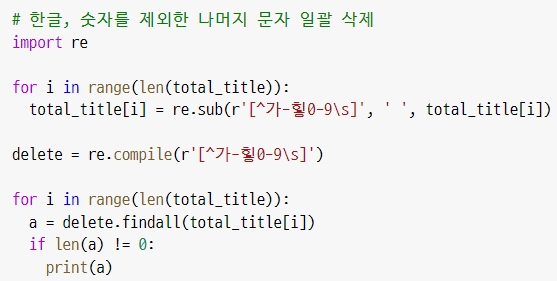 # 한글, 숫자를 제외한 나머지 문자 일괄 삭제
import re

for i in range(len(total_title)):
  total_title[i] = re.sub(r'[^가-힣0-9\s]', ' ', total_title[i])

delete = re.compile(r'[^가-힣0-9\s]')

for i in range(len(total_title)):
  a = delete.findall(total_title[i])
  if len(a) != 0:
    print(a)